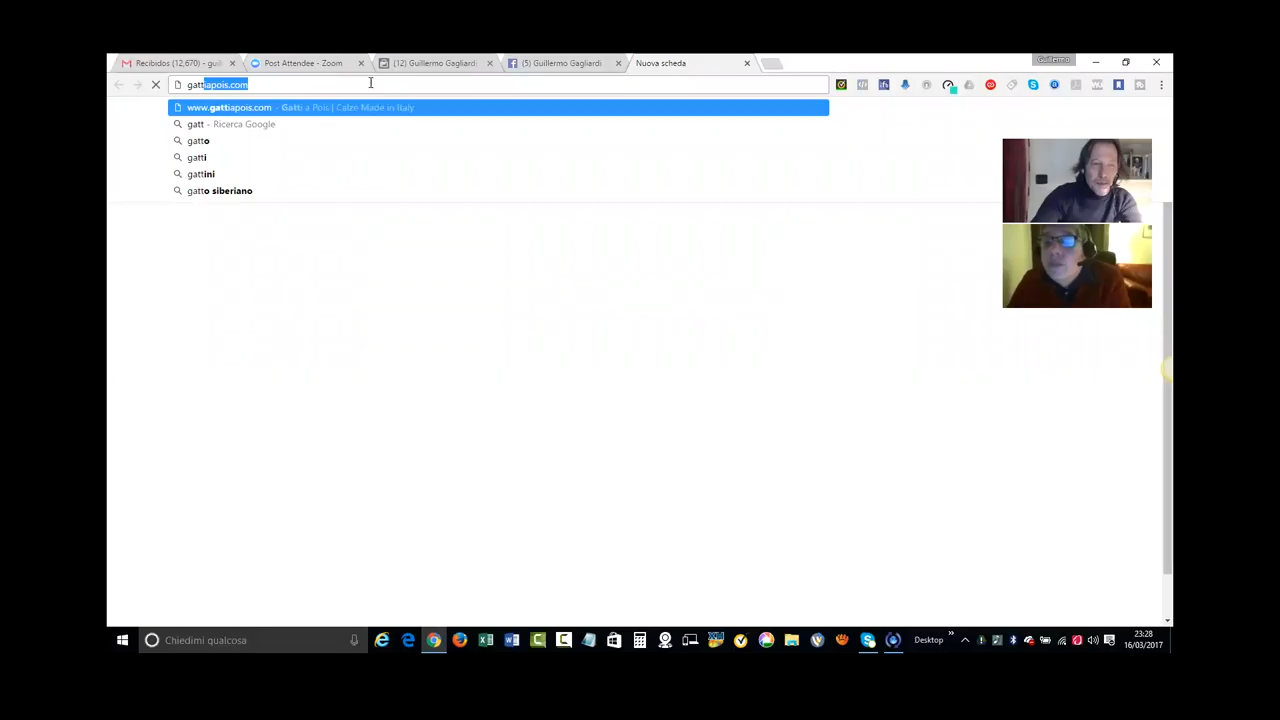 Recibidos (12,670) - gui
Post Attendee - Zoom
(12) Guillermo Gagliardi
(5) Guillermo Gagliardi
Nuova scheda
Guillermo
gattiapois.com
www.gattiapois.com - Gatti a Pois | Calze Made in Italy
gatt - Ricerca Google
gatto
gatti
gattini
gatto siberiano
Chiedimi qualcosa
Desktop
23:28
16/03/2017